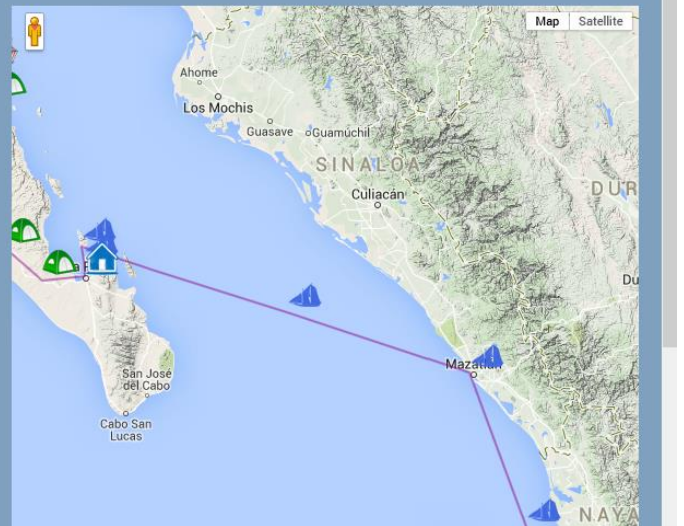 Map Satellite
Ahome
Los Mochis
Guasave
Guamúchil
SINALOA
Culiacán
DUR
Du
Mazatlán
San José
del Cabo
Cabo San
Lucas
NAYA